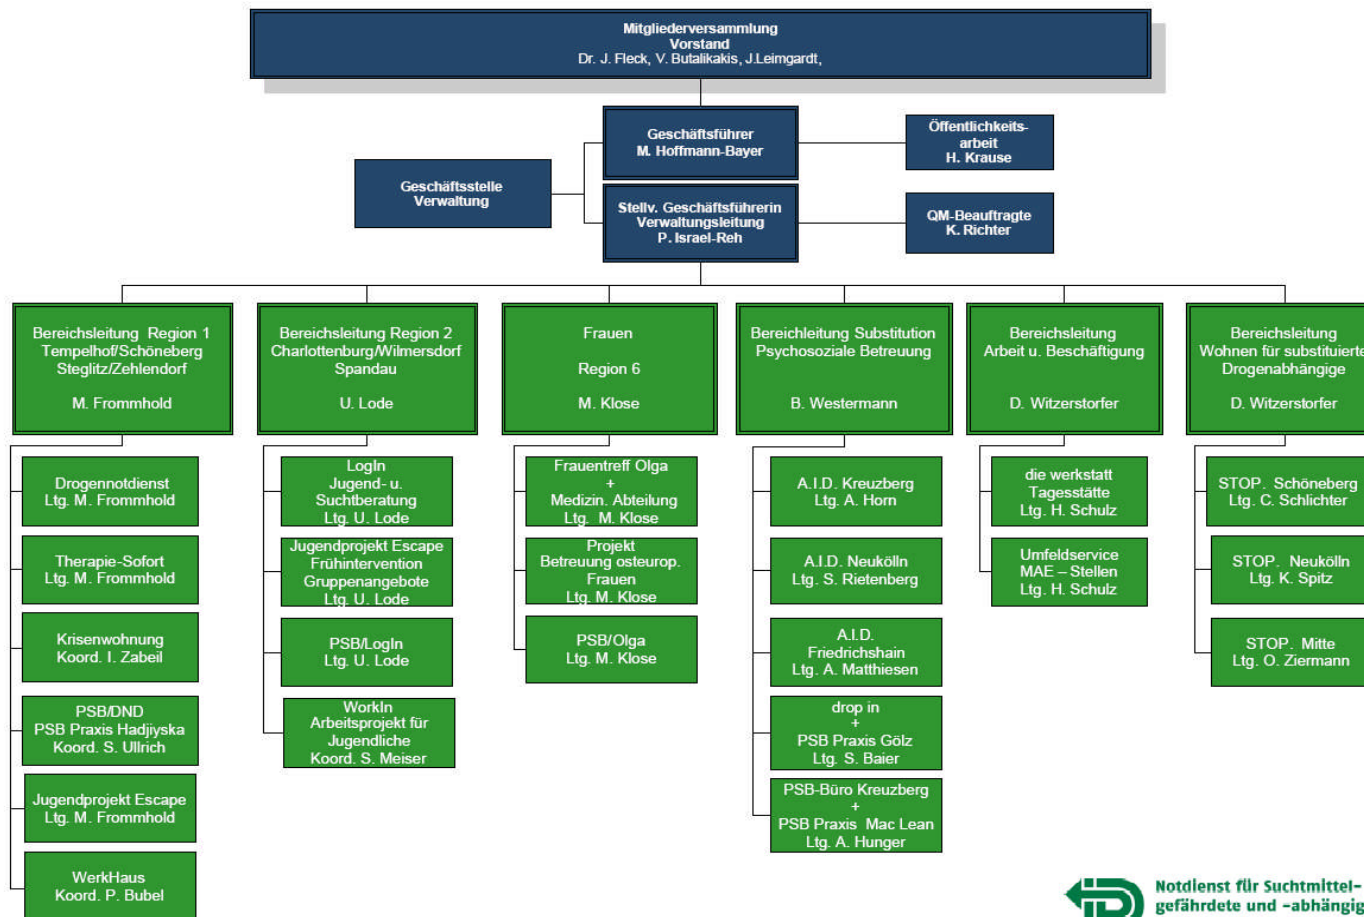 Mitgliederversammlung
Vorstand
Dr. J. Fleck, V. Butalikakis, J.Leimgardt,
Geschäftsführer
M. Hoffmann-Bayer
Öffentlichkeits-
arbeit
H. Krause
Geschäftsstelle
Verwaltung
Stellv. Geschäftsführerin
Verwaltungsleitung
P. Israel-Reh
QM-Beauftragte
K. Richter
Bereichsleitung Region 1
Tempelhof/Schöneberg
Steglitz/Zehlendorf
M. Frommhold
Drogennotdienst
Ltg. M. Frommhold
Therapie-Sofort
Ltg. M. Frommhold
Krisenwohnung
Koord. I. Zabeil
PSB/DND
PSB Praxis Hadjiyska
Koord. S. Ullrich
Jugendprojekt Escape
Ltg. M. Frommhold
WerkHaus
Koord. P. Bubel
Bereichsleitung Region 2
Charlottenburg/Wilmersdorf
Spandau
U. Lode
LogIn
Jugend- u.
Suchtberatung
Ltg. U. Lode
Jugendprojekt Escape
Frühintervention
Gruppenangebote
Ltg. U. Lode
PSB/LogIn
Ltg. U. Lode
WorkIn
Arbeitsprojekt für
Jugendliche
Koord. S. Meiser
Frauen
Region 6
M. Klose
Frauentreff Olga
+
Medizin. Abteilung
Ltg. M. Klose
Projekt
Betreuung osteurop.
Frauen
Ltg. M. Klose
PSB/Olga
Ltg. M. Klose
Bereichleitung Substitution
Psychosoziale Betreuung
B. Westermann
A.I.D. Kreuzberg
Ltg. A. Horn
A.I.D. Neukölln
Ltg. S. Rietenberg
A.I.D.
Friedrichshain
Ltg. A. Matthiesen
drop in
+
PSB Praxis Gölz
Ltg. S. Baier
PSB-Büro Kreuzberg
+
PSB Praxis Mac Lean
Ltg. A. Hunger
Bereichsleitung
Arbeit u. Beschäftigung
D. Witzerstorfer
die werkstatt
Tagesstätte
Ltg. H. Schulz
Umfeldservice
MAE – Stellen
Ltg. H. Schulz
Bereichsleitung
Wohnen für substituierte
Drogenabhängige
D. Witzerstorfer
STOP. Schöneberg
Ltg. C. Schlichter
STOP. Neukölln
Ltg. K. Spitz
STOP. Mitte
Ltg. O. Ziermann
Notdienst für Suchtmittel-
gefährdete und -abhängig